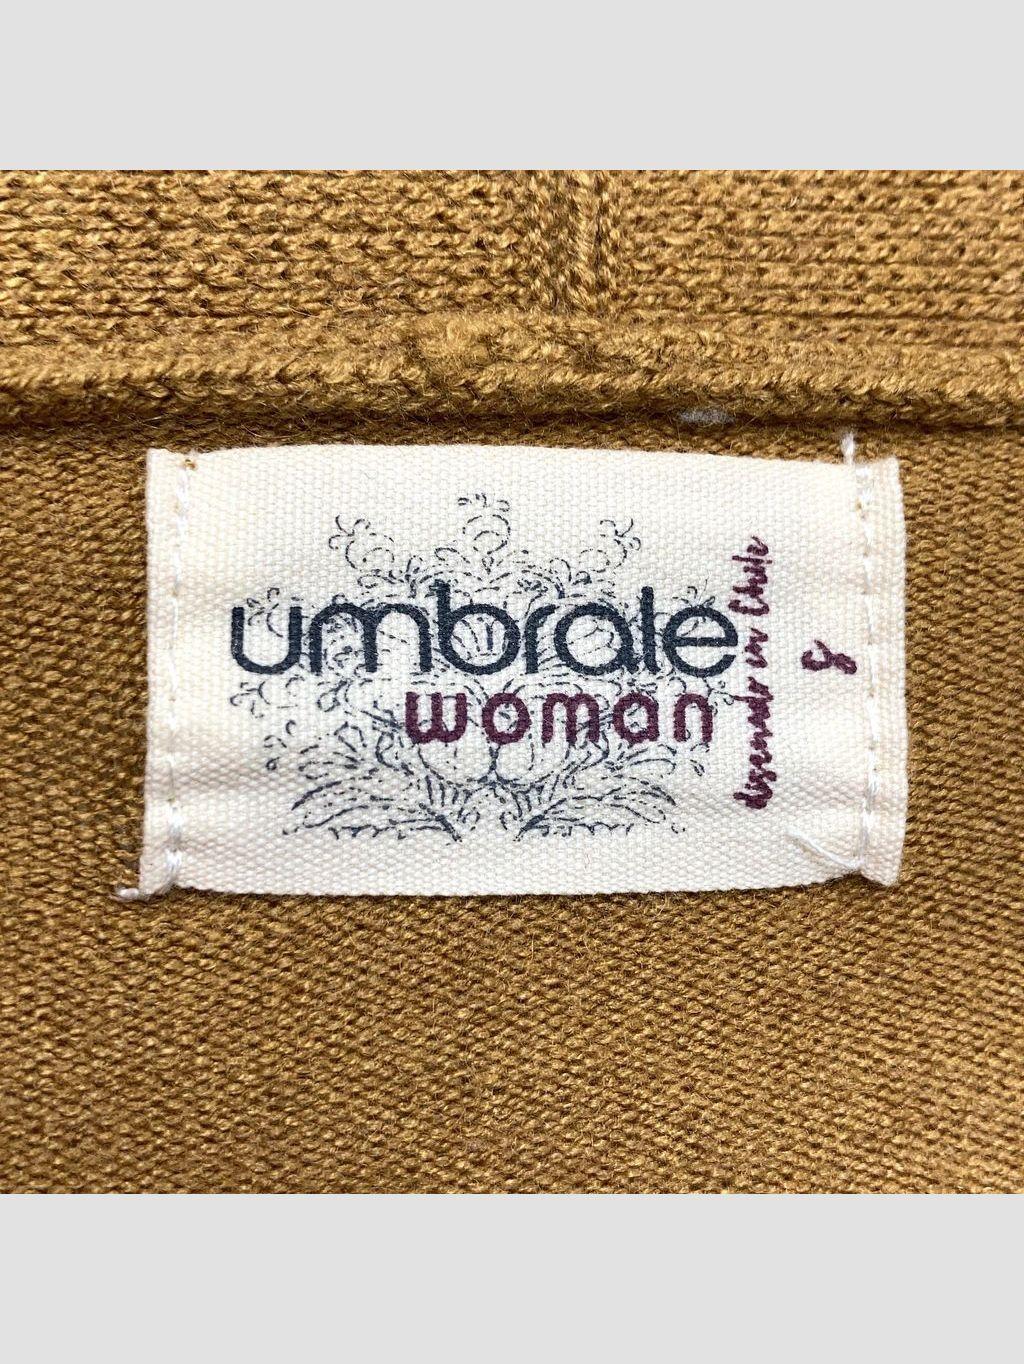 umbrale
woman
diseñado en Chile
S